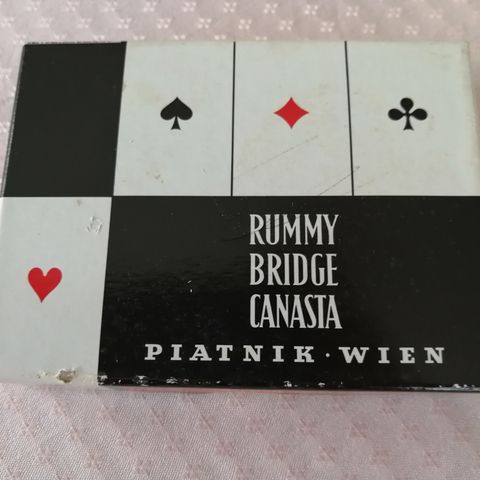 RUMMY
BRIDGE
CANASTA
PIATNIK · WIEN